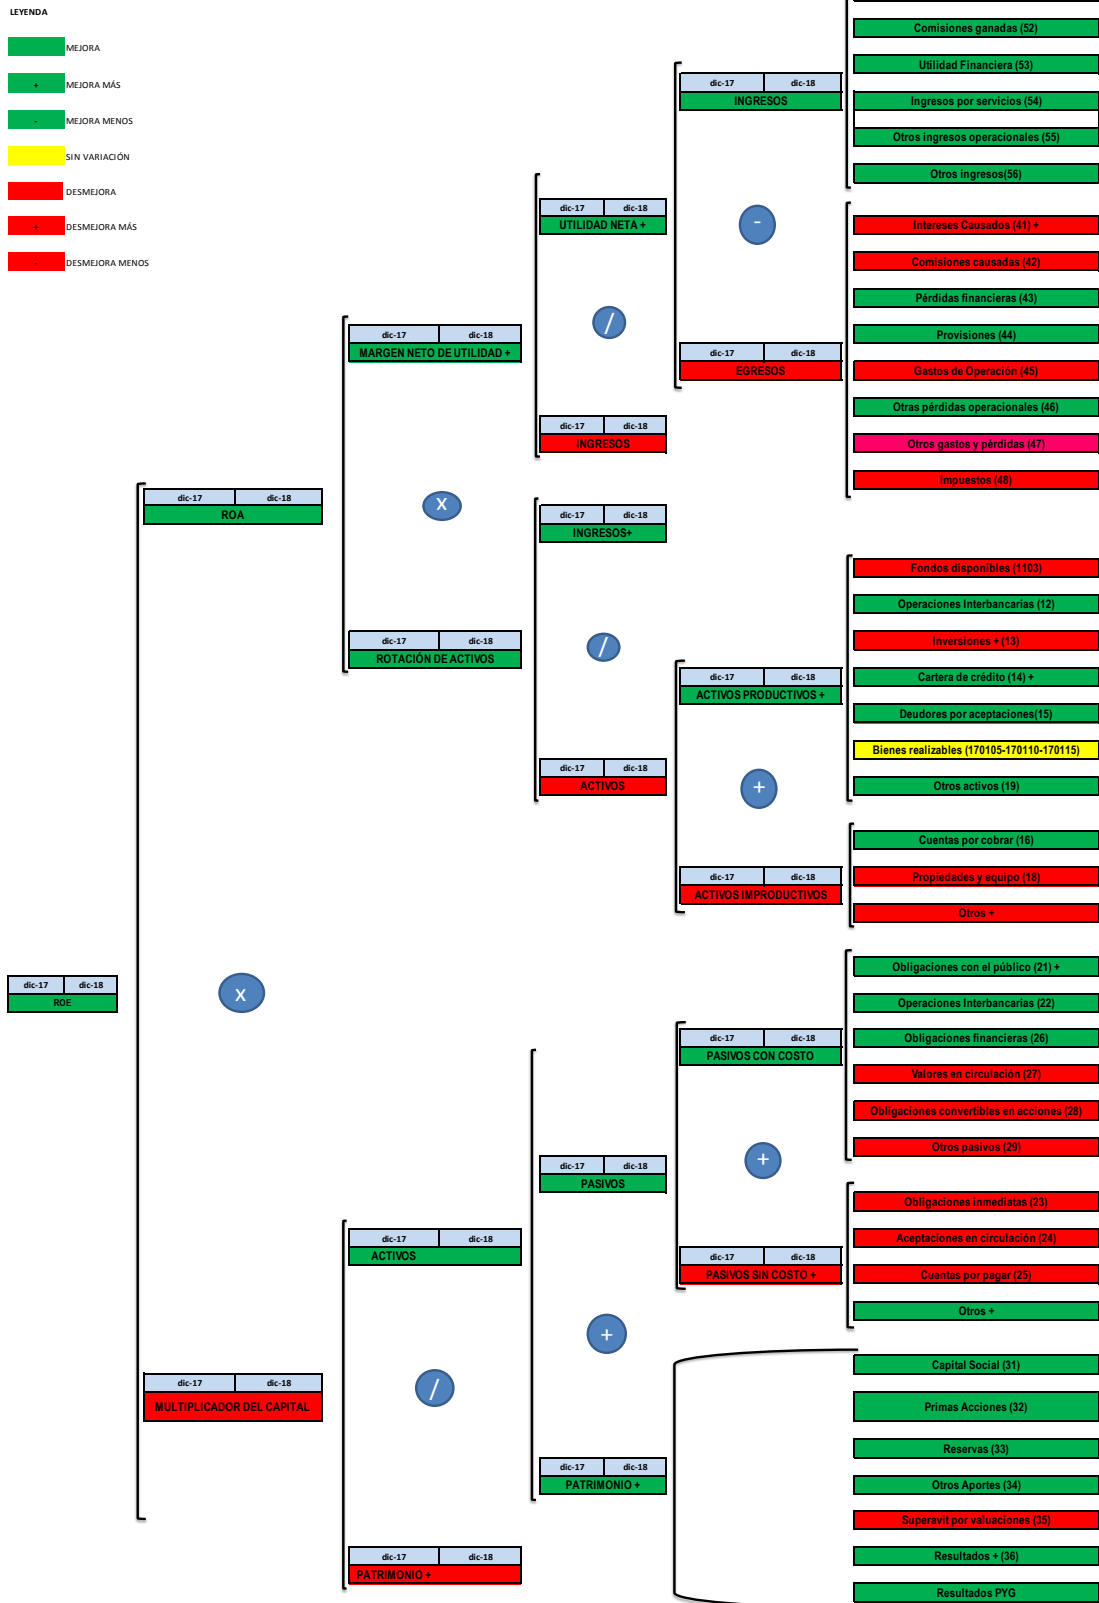 LEYENDA
MEJORA
+ MEJORA MÁS
- MEJORA MENOS
SIN VARIACIÓN
DESMEJORA
+ DESMEJORA MÁS
- DESMEJORA MENOS
Comisiones ganadas (52)
Utilidad Financiera (53)
dic-17 dic-18
INGRESOS
Ingresos por servicios (54)
Otros ingresos operacionales (55)
Otros ingresos(56)
dic-17 dic-18
UTILIDAD NETA +
-
Intereses Causados (41) +
Comisiones causadas (42)
Pérdidas financieras (43)
dic-17 dic-18
MARGEN NETO DE UTILIDAD +
/
Provisiones (44)
dic-17 dic-18
EGRESOS
Gastos de Operación (45)
Otras pérdidas operacionales (46)
dic-17 dic-18
INGRESOS
Otros gastos y pérdidas (47)
Impuestos (48)
dic-17 dic-18
ROA
X
dic-17 dic-18
INGRESOS+
Fondos disponibles (1103)
Operaciones Interbancarias (12)
dic-17 dic-18
ROTACIÓN DE ACTIVOS
/
Inversiones + (13)
Cartera de crédito (14) +
dic-17 dic-18
ACTIVOS PRODUCTIVOS +
Deudores por aceptaciones(15)
Bienes realizables (170105-170110-170115)
dic-17 dic-18
ACTIVOS
+
Otros activos (19)
Cuentas por cobrar (16)
dic-17 dic-18
ACTIVOS IMPRODUCTIVOS
Propiedades y equipo (18)
Otros +
dic-17 dic-18
ROE
X
Obligaciones con el público (21) +
Operaciones Interbancarias (22)
dic-17 dic-18
PASIVOS CON COSTO
Obligaciones financieras (26)
Valores en circulación (27)
Obligaciones convertibles en acciones (28)
Otros pasivos (29)
dic-17 dic-18
PASIVOS
+
Obligaciones inmediatas (23)
Aceptaciones en circulación (24)
dic-17 dic-18
ACTIVOS
dic-17 dic-18
PASIVOS SIN COSTO +
Cuentas por pagar (25)
Otros +
+
Capital Social (31)
dic-17 dic-18
MULTIPLICADOR DEL CAPITAL
/
Primas Acciones (32)
Reservas (33)
dic-17 dic-18
PATRIMONIO +
Otros Aportes (34)
Superavit por valuaciones (35)
dic-17 dic-18
PATRIMONIO +
Resultados + (36)
Resultados PYG